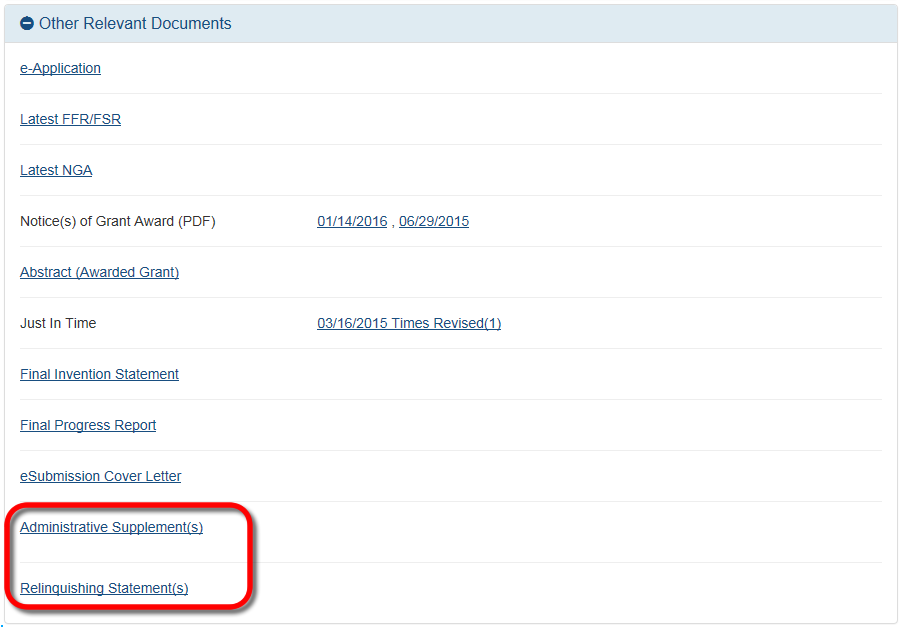 Other Relevant Documents
e-Application
Latest FFR/FSR
Latest NGA
Notice(s) of Grant Award (PDF) 01/14/2016 , 06/29/2015
Abstract (Awarded Grant)
Just In Time 03/16/2015 Times Revised(1)
Final Invention Statement
Final Progress Report
eSubmission Cover Letter
Administrative Supplement(s)
Relinquishing Statement(s)